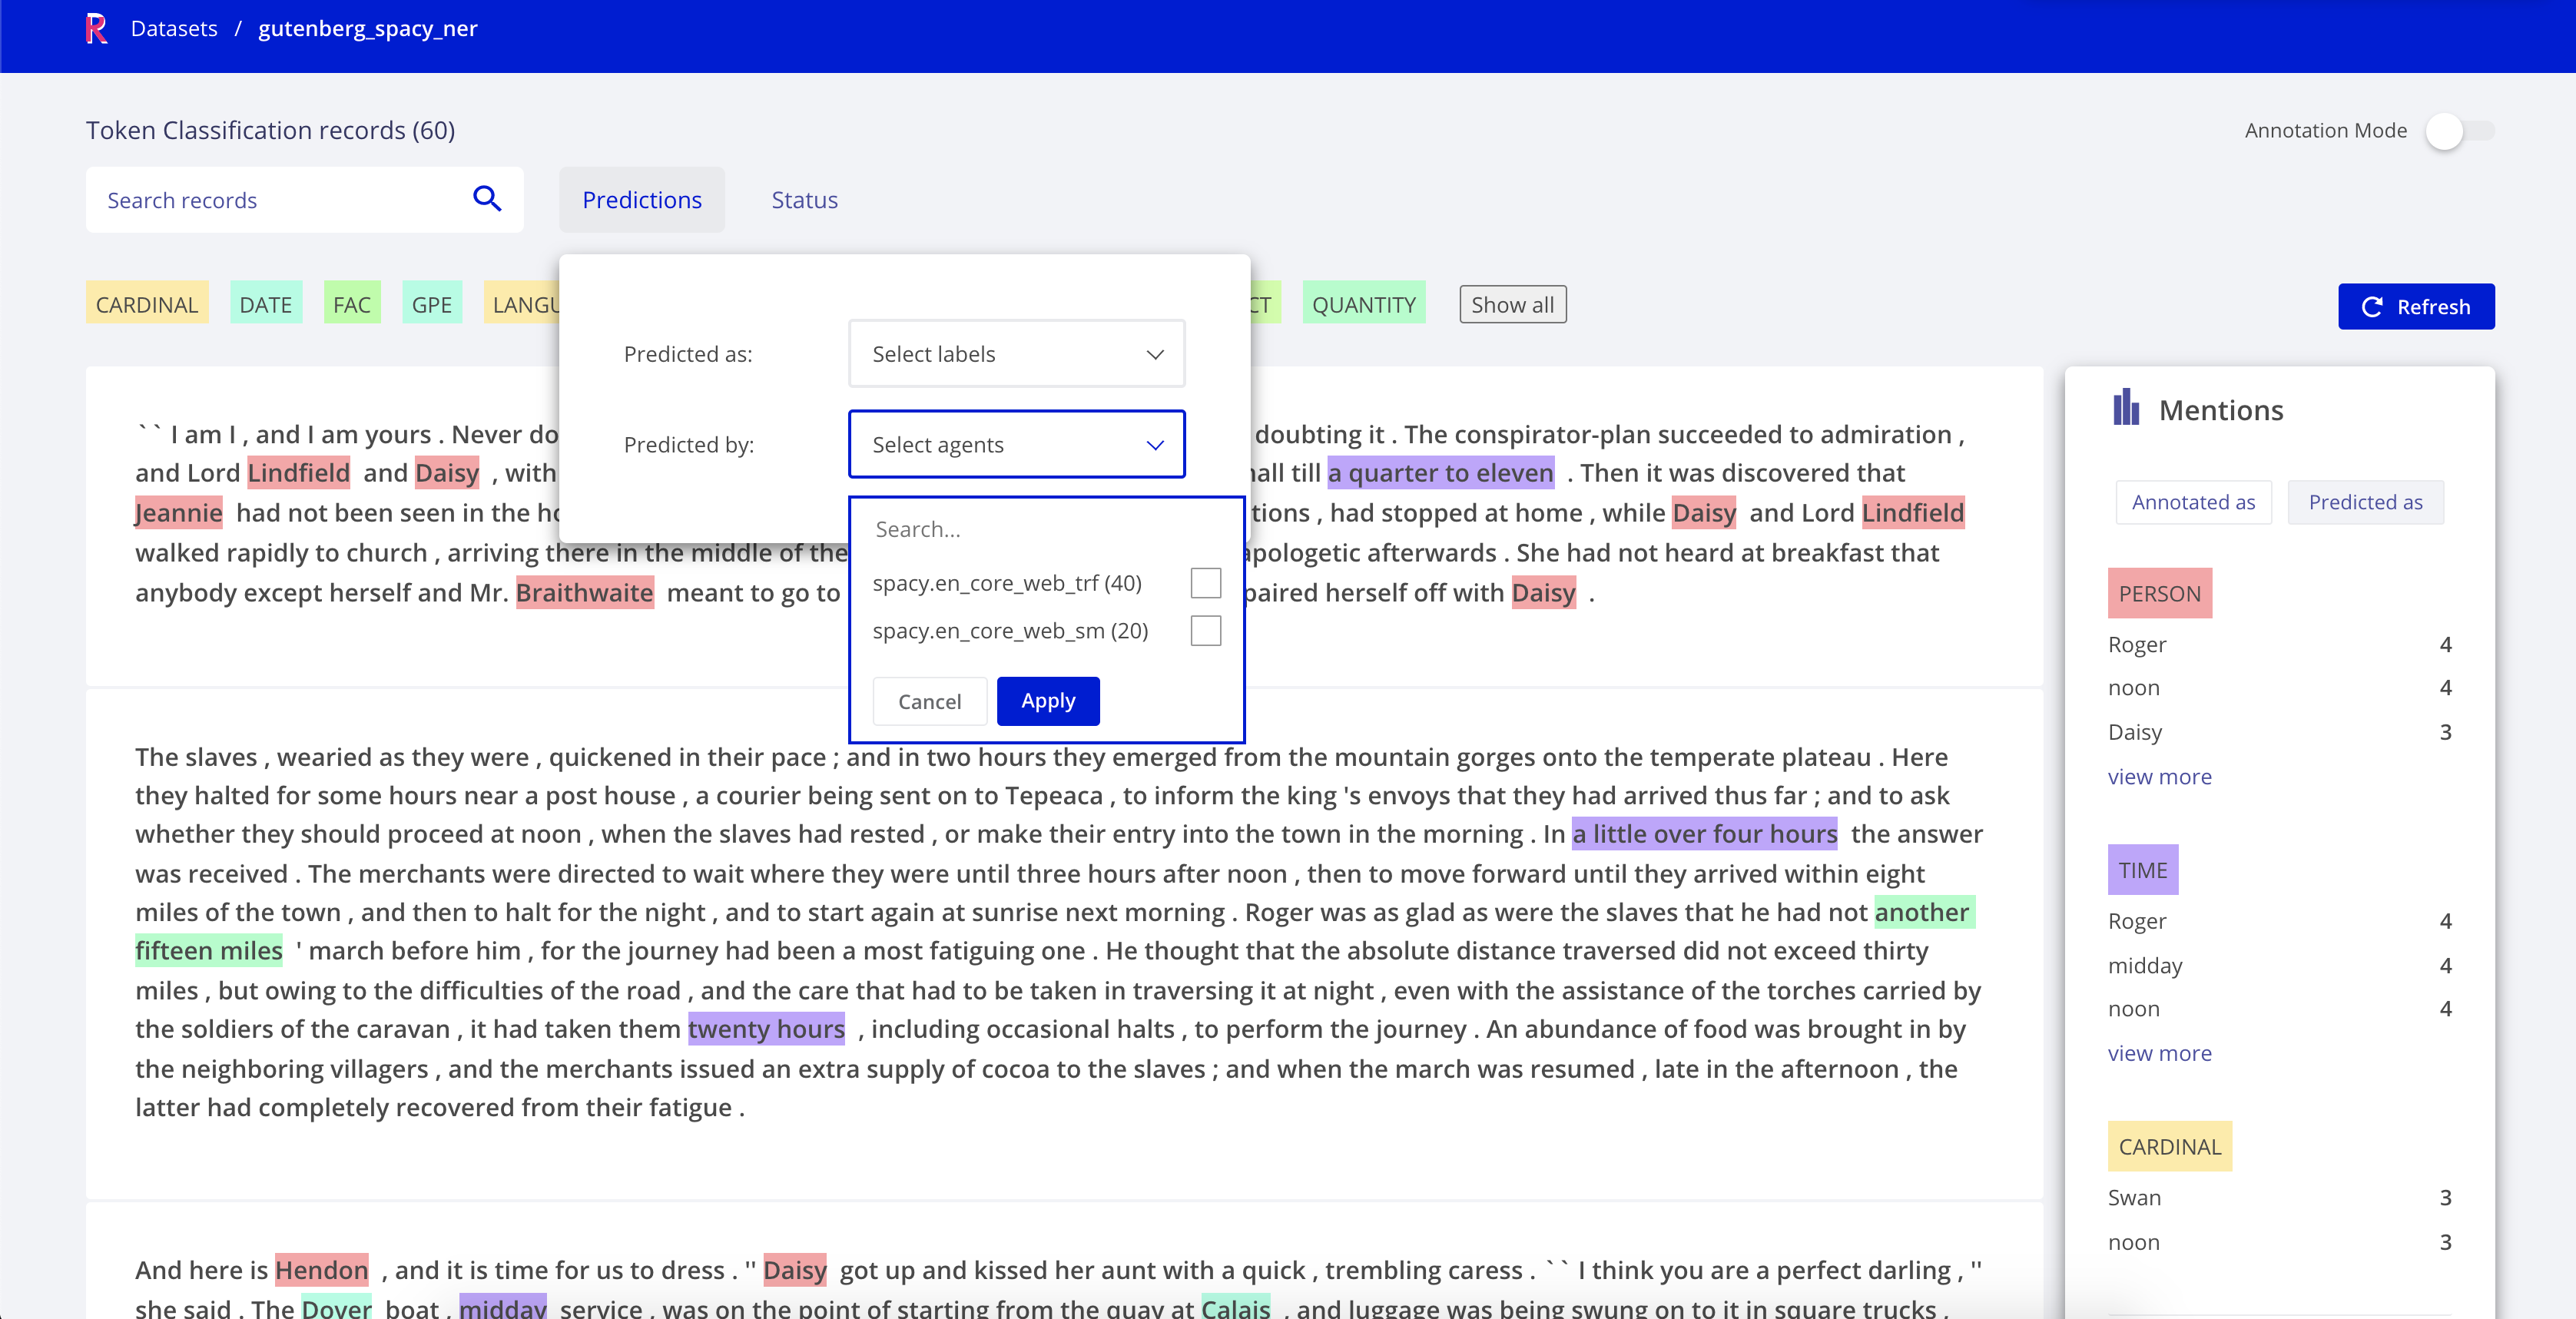 R Datasets / gutenberg_spacy_ner
Token Classification records (60)
Annotation Mode
Search records
Predictions
Status
CARDINAL DATE FAC GPE LANGU CT QUANTITY Show all
Refresh
Predicted as: Select labels
Predicted by: Select agents
Search...
spacy.en_core_web_trf (40)
spacy.en_core_web_sm (20)
Cancel Apply
`` I am I , and I am yours . Never do doubting it . The conspirator-plan succeeded to admiration ,
and Lord Lindfield and Daisy , with hall till a quarter to eleven . Then it was discovered that
Jeannie had not been seen in the ho tions , had stopped at home , while Daisy and Lord Lindfield
walked rapidly to church , arriving there in the middle of the apologetic afterwards . She had not heard at breakfast that
anybody except herself and Mr. Braithwaite meant to go to paired herself off with Daisy .
The slaves , wearied as they were , quickened in their pace ; and in two hours they emerged from the mountain gorges onto the temperate plateau . Here
they halted for some hours near a post house , a courier being sent on to Tepeaca , to inform the king 's envoys that they had arrived thus far ; and to ask
whether they should proceed at noon , when the slaves had rested , or make their entry into the town in the morning . In a little over four hours the answer
was received . The merchants were directed to wait where they were until three hours after noon , then to move forward until they arrived within eight
miles of the town , and then to halt for the night , and to start again at sunrise next morning . Roger was as glad as were the slaves that he had not another
fifteen miles ' march before him , for the journey had been a most fatiguing one . He thought that the absolute distance traversed did not exceed thirty
miles , but owing to the difficulties of the road , and the care that had to be taken in traversing it at night , even with the assistance of the torches carried by
the soldiers of the caravan , it had taken them twenty hours , including occasional halts , to perform the journey . An abundance of food was brought in by
the neighboring villagers , and the merchants issued an extra supply of cocoa to the slaves ; and when the march was resumed , late in the afternoon , the
latter had completely recovered from their fatigue .
And here is Hendon , and it is time for us to dress . '' Daisy got up and kissed her aunt with a quick , trembling caress . `` I think you are a perfect darling , ''
she said . The Dover boat , midday service , was on the point of starting from the quay at Calais , and luggage was being swung on to it in square trucks ,
Mentions
Annotated as Predicted as
PERSON
Roger 4
noon 4
Daisy 3
view more
TIME
Roger 4
midday 4
noon 4
view more
CARDINAL
Swan 3
noon 3